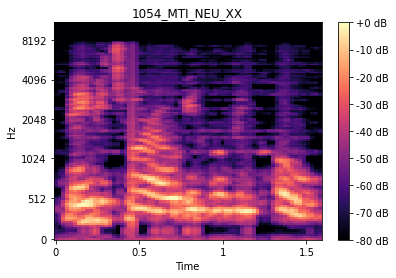 1054_MTI_NEU_XX
+0 dB
8192
-10 dB
4096
-20 dB
-30 dB
2048
Hz
-40 dB
1024
-50 dB
512
-60 dB
-70 dB
0
-80 dB
0
0.5
1
1.5
Time